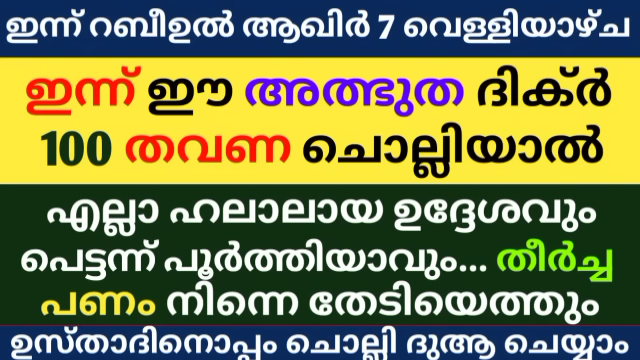 ഇന്ന് റബീഉൽ ആഖിർ 7 വെള്ളിയാഴ്ച
ഇന്ന് ഈ അത്ഭുത ദിക്ർ
100 തവണ ചൊല്ലിയാൽ
എല്ലാ ഹലാലായ ഉദ്ദേശവും
പെട്ടന്ന് പൂർത്തിയാവും... തീർച്ച
പണം നിന്നെ തേടിയെത്തും
ഉസ്താദിനൊപ്പം ചൊല്ലി ദുആ ചെയ്യാം